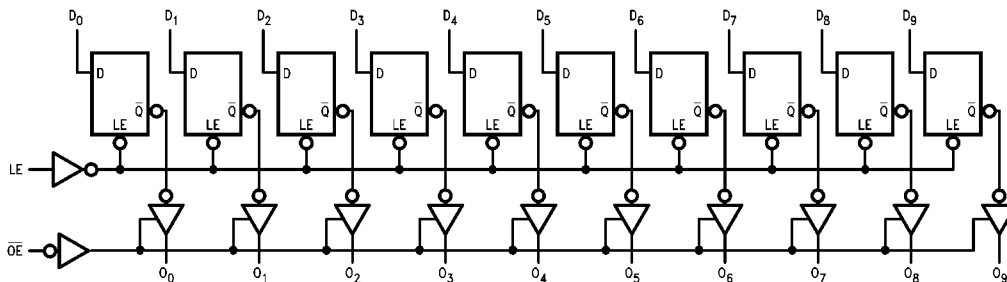 D0 D1 D2 D3 D4 D5 D6 D7 D8 D9
D D D D D D D D D D
Q̅ Q̅ Q̅ Q̅ Q̅ Q̅ Q̅ Q̅ Q̅ Q̅
LE LE LE LE LE LE LE LE LE LE
LE
O̅E̅
O0 O1 O2 O3 O4 O5 O6 O7 O8 O9